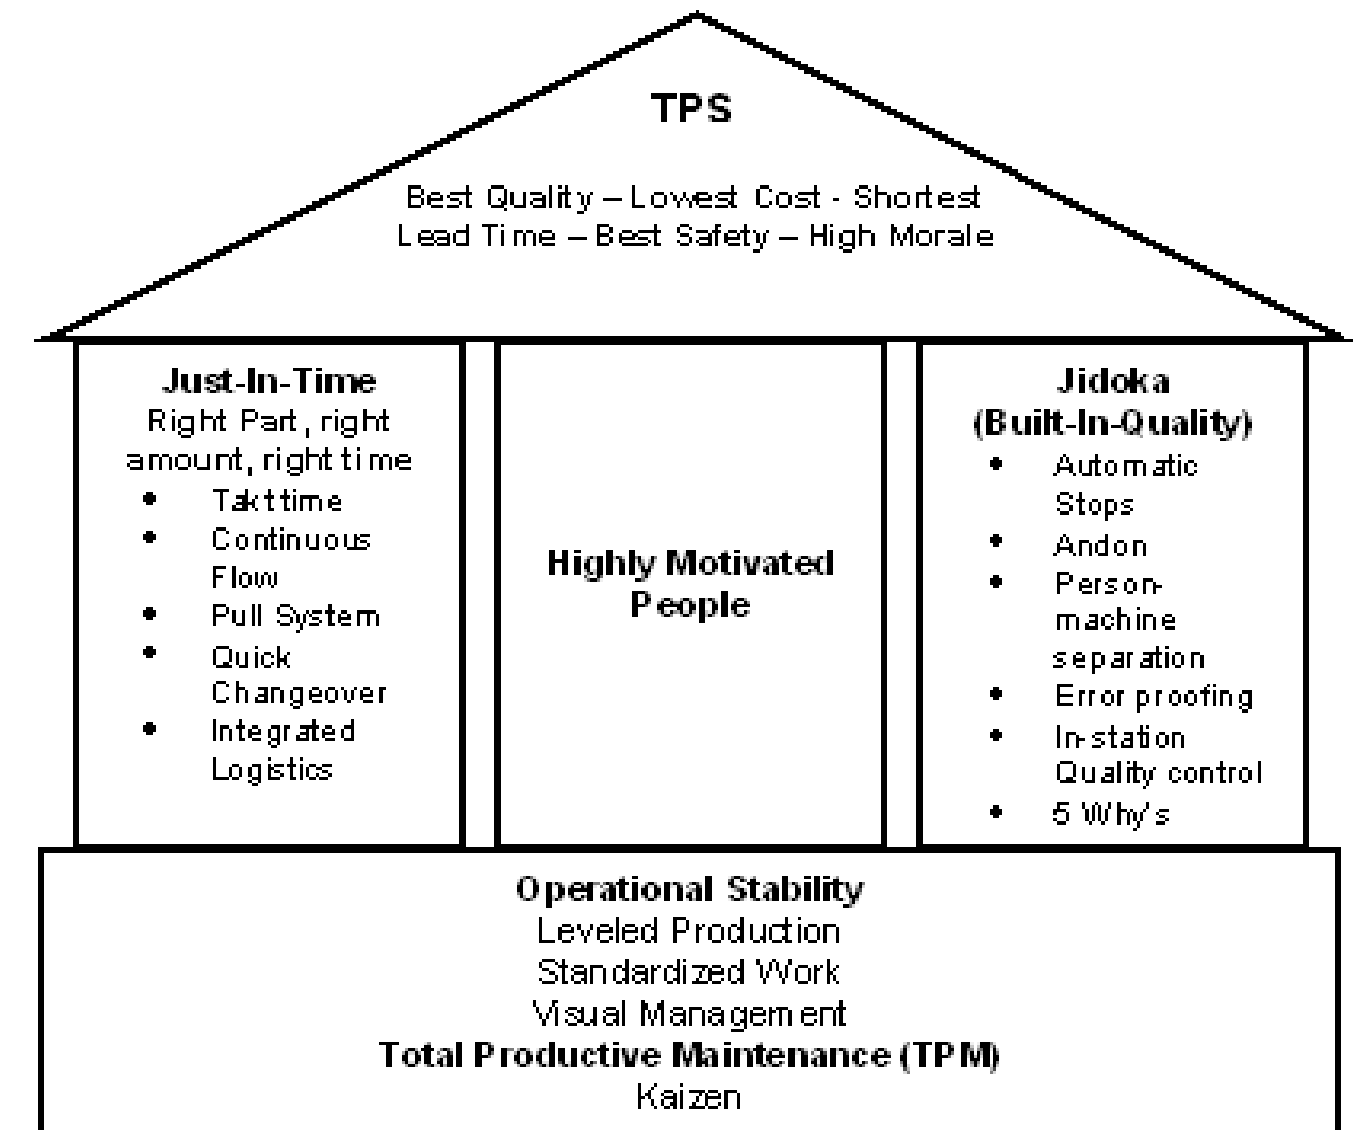 TPS
Best Quality – Lowest Cost - Shortest
Lead Time – Best Safety – High Morale
Just-In-Time
Right Part, right
amount, right time
• Takt time
• Continuous
Flow
• Pull System
• Quick
Changeover
• Integrated
Logistics
Highly Motivated
People
Jidoka
(Built-In-Quality)
• Automatic
Stops
• Andon
• Person-
machine
separation
• Error proofing
• In-station
Quality control
• 5 Why's
Operational Stability
Leveled Production
Standardized Work
Visual Management
Total Productive Maintenance (TPM)
Kaizen